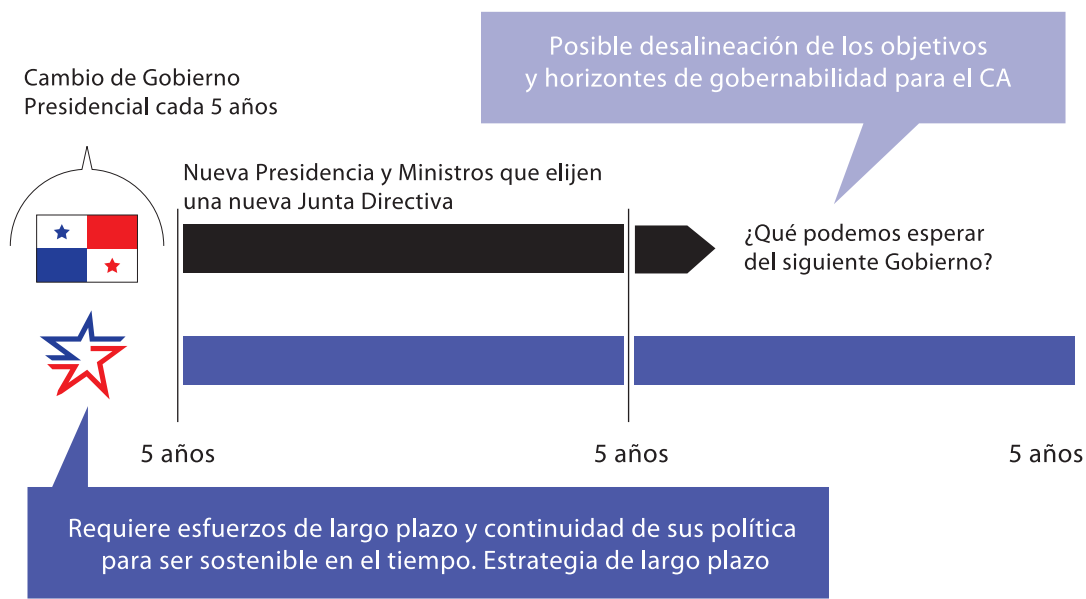 Posible desalineación de los objetivos
y horizontes de gobernabilidad para el CA
Cambio de Gobierno
Presidencial cada 5 años
Nueva Presidencia y Ministros que elijen
una nueva Junta Directiva
¿Qué podemos esperar
del siguiente Gobierno?
5 años
5 años
5 años
Requiere esfuerzos de largo plazo y continuidad de sus política
para ser sostenible en el tiempo. Estrategia de largo plazo